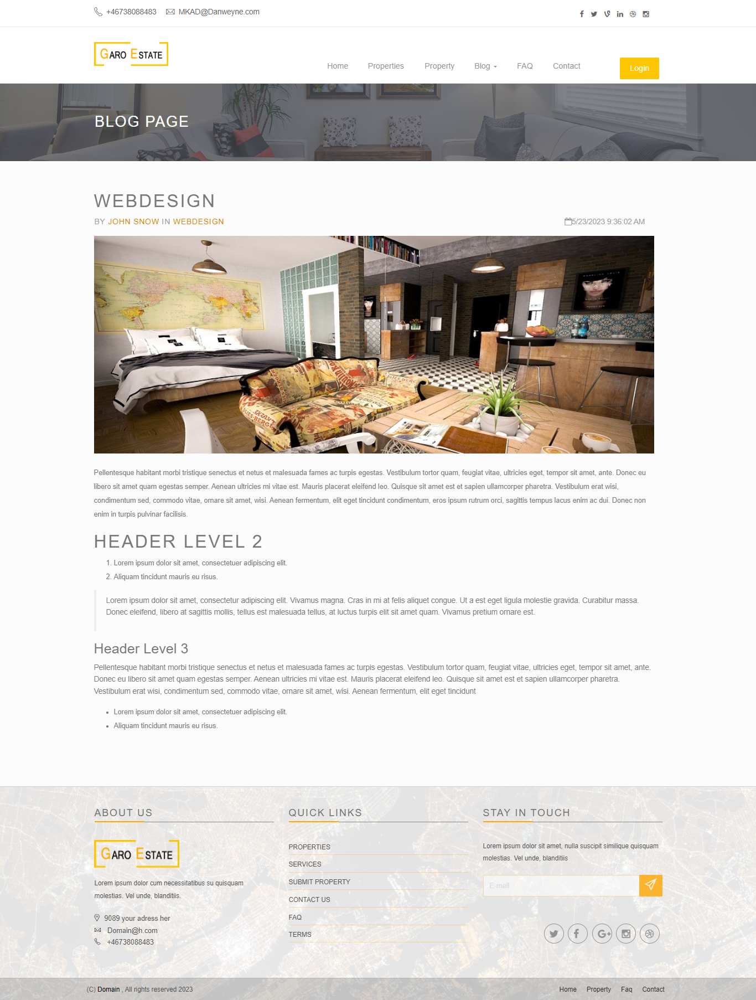 +46738088483 MKAD@Danweyne.com
GARO ESTATE
Home Properties Property Blog FAQ Contact Login
BLOG PAGE
WEBDESIGN
BY JOHN SNOW IN WEBDESIGN 5/23/2023 9:36:02 AM
Pellentesque habitant morbi tristique senectus et netus et malesuada fames ac turpis egestas. Vestibulum tortor quam, feugiat vitae, ultricies eget, tempor sit amet, ante. Donec eu
libero sit amet quam egestas semper. Aenean ultricies mi vitae est. Mauris placerat eleifend leo. Quisque sit amet est et sapien ullamcorper pharetra. Vestibulum erat wisi,
condimentum sed, commodo vitae, ornare sit amet, wisi. Aenean fermentum, elit eget tincidunt condimentum, eros ipsum rutrum orci, sagittis tempus lacus enim ac dui. Donec non
enim in turpis pulvinar facilisis.
HEADER LEVEL 2
1. Lorem ipsum dolor sit amet, consectetuer adipiscing elit.
2. Aliquam tincidunt mauris eu risus.
Lorem ipsum dolor sit amet, consectetur adipiscing elit. Vivamus magna. Cras in mi at felis aliquet congue. Ut a est eget ligula molestie gravida. Curabitur massa.
Donec eleifend, libero at sagittis mollis, tellus est malesuada tellus, at luctus turpis elit sit amet quam. Vivamus pretium ornare est.
Header Level 3
Pellentesque habitant morbi tristique senectus et netus et malesuada fames ac turpis egestas. Vestibulum tortor quam, feugiat vitae, ultricies eget, tempor sit amet, ante.
Donec eu libero sit amet quam egestas semper. Aenean ultricies mi vitae est. Mauris placerat eleifend leo. Quisque sit amet est et sapien ullamcorper pharetra.
Vestibulum erat wisi, condimentum sed, commodo vitae, ornare sit amet, wisi. Aenean fermentum, elit eget tincidunt
• Lorem ipsum dolor sit amet, consectetuer adipiscing elit.
• Aliquam tincidunt mauris eu risus.
ABOUT US
GARO ESTATE
Lorem ipsum dolor cum necessitatibus su quisquam
molestias. Vel unde, blanditiis.
9089 your adress her
Domain@h.com
+46738088483
QUICK LINKS
PROPERTIES
SERVICES
SUBMIT PROPERTY
CONTACT US
FAQ
TERMS
STAY IN TOUCH
Lorem ipsum dolor sit amet, nulla suscipit similique quisquam
molestias. Vel unde, blanditiis
E-mail
(C) Domain , All rights reserved 2023 Home Property Faq Contact